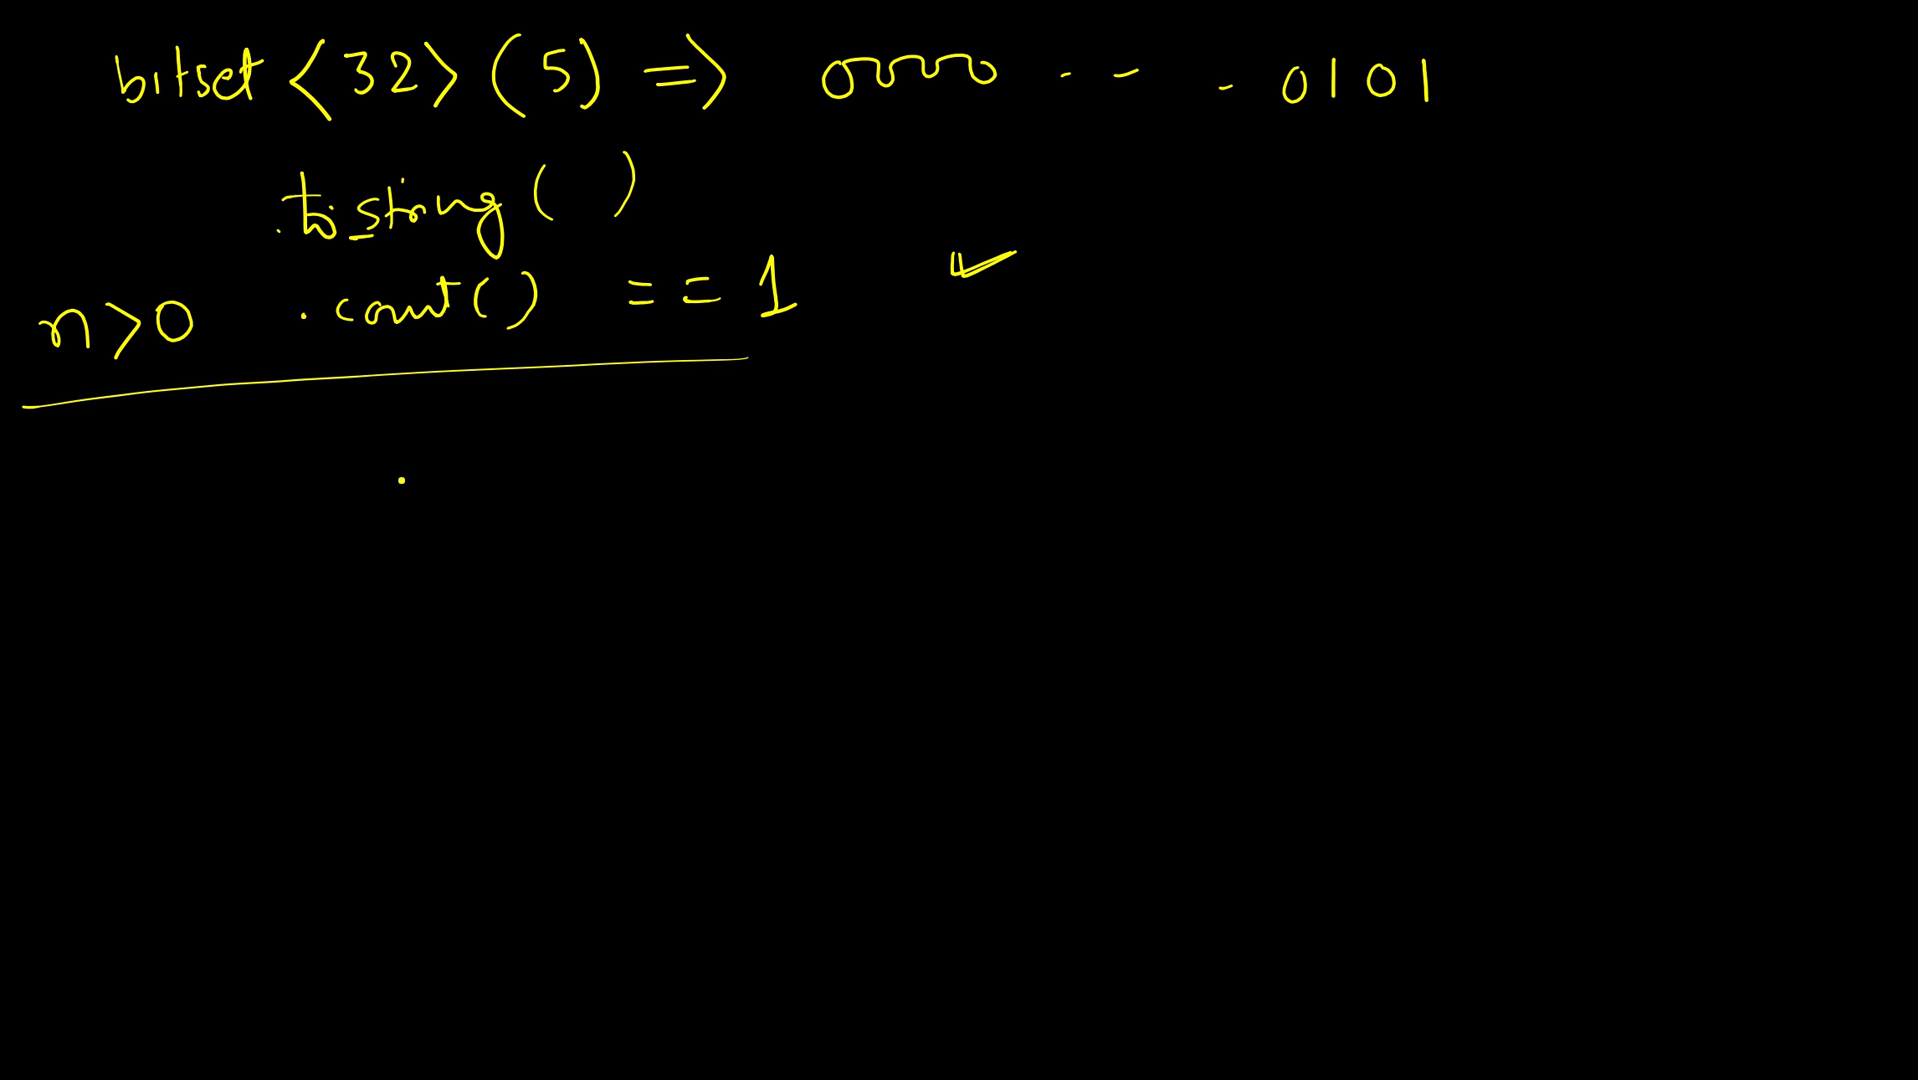 bitset <32> (5) => 0000 - - - 0101
.to_string( )
n>0 .count() == 1